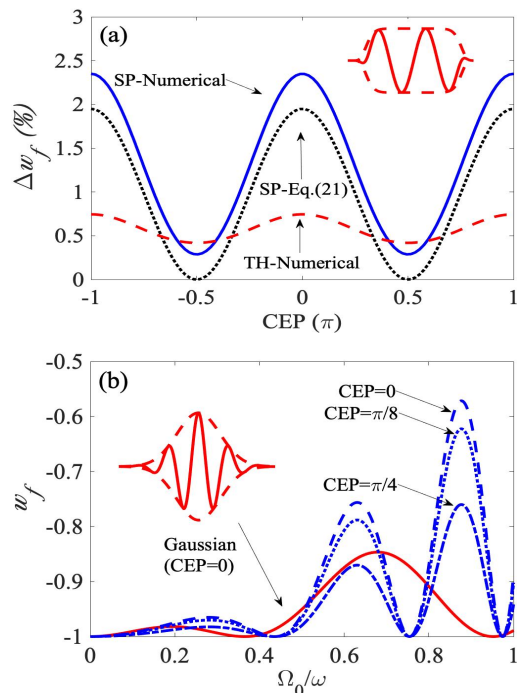 (a)
SP-Numerical
SP-Eq.(21)
TH-Numerical
3
2.5
2
1.5
1
0.5
0
Δw_f (%)
-1
-0.5
0
0.5
1
CEP (π)
(b)
CEP=0
CEP=π/8
CEP=π/4
Gaussian
(CEP=0)
-0.5
-0.6
-0.7
-0.8
-0.9
-1
w_f
0
0.2
0.4
0.6
0.8
1
Ω₀/ω